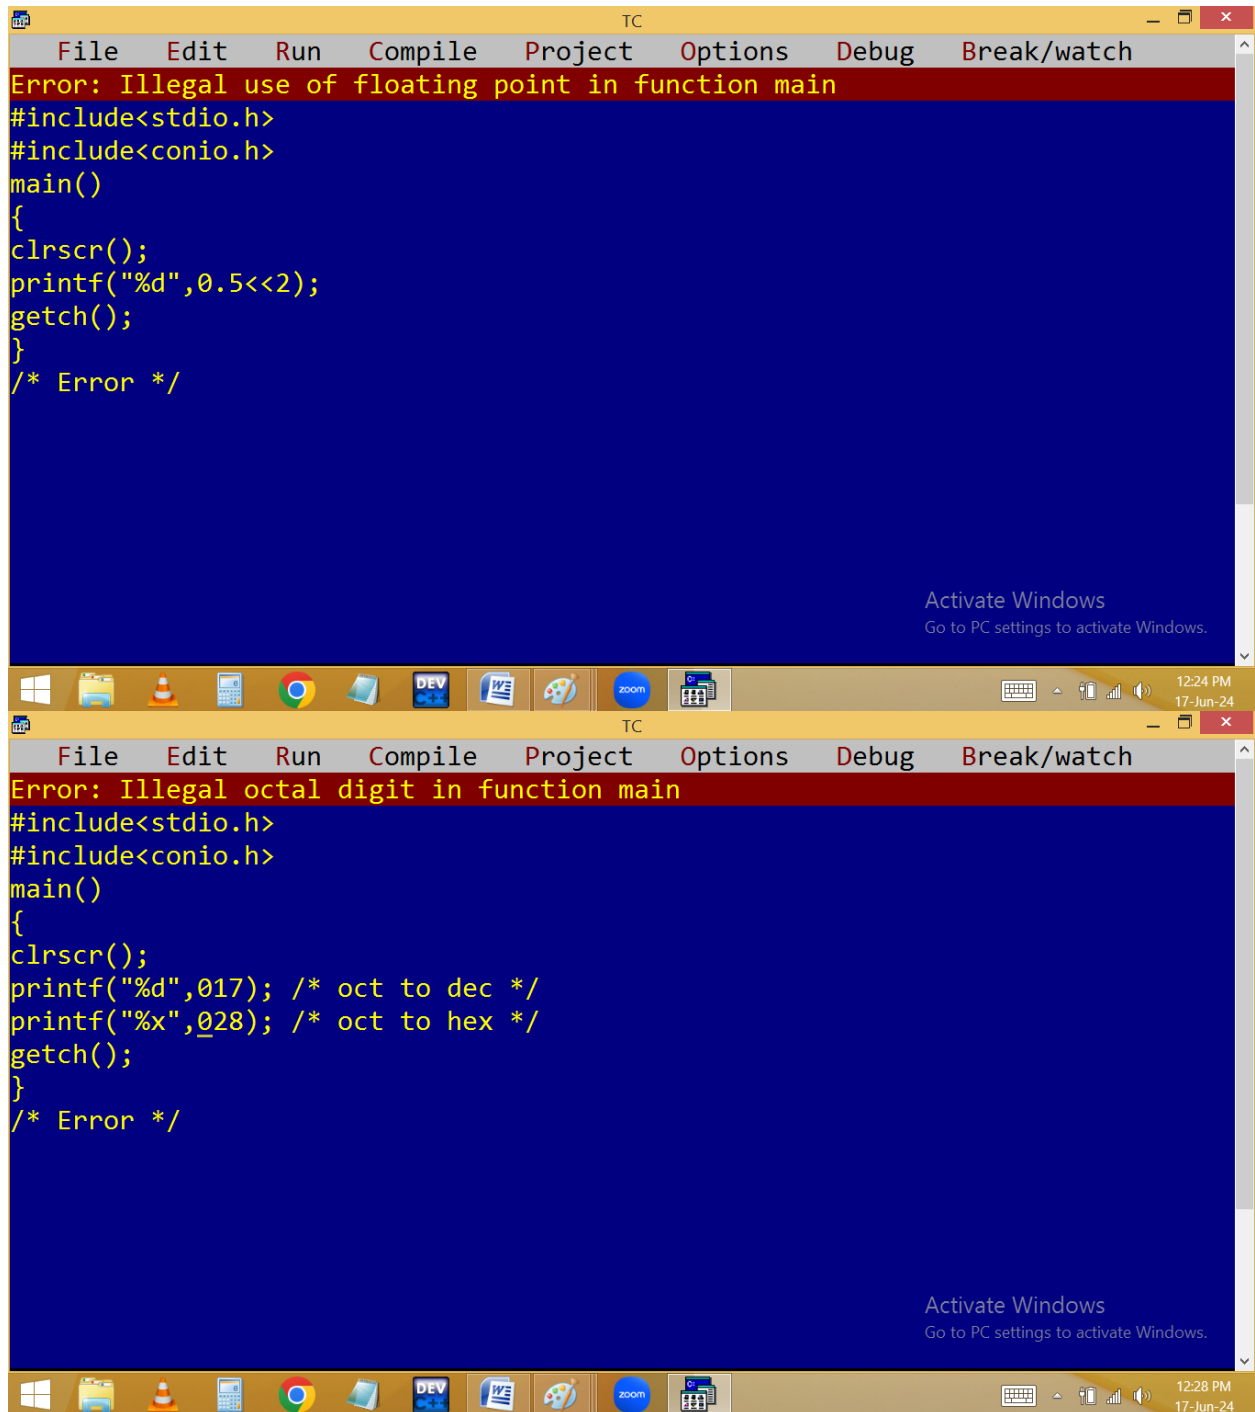 TC
File Edit Run Compile Project Options Debug Break/watch
Error: Illegal use of floating point in function main
#include<stdio.h>
#include<conio.h>
main()
{
clrscr();
printf("%d",0.5<<2);
getch();
}
/* Error */
Activate Windows
Go to PC settings to activate Windows.
DEV C++ zoom 12:24 PM
17-Jun-24
TC
File Edit Run Compile Project Options Debug Break/watch
Error: Illegal octal digit in function main
#include<stdio.h>
#include<conio.h>
main()
{
clrscr();
printf("%d",017); /* oct to dec */
printf("%x",028); /* oct to hex */
getch();
}
/* Error */
Activate Windows
Go to PC settings to activate Windows.
DEV C++ zoom 12:28 PM
17-Jun-24